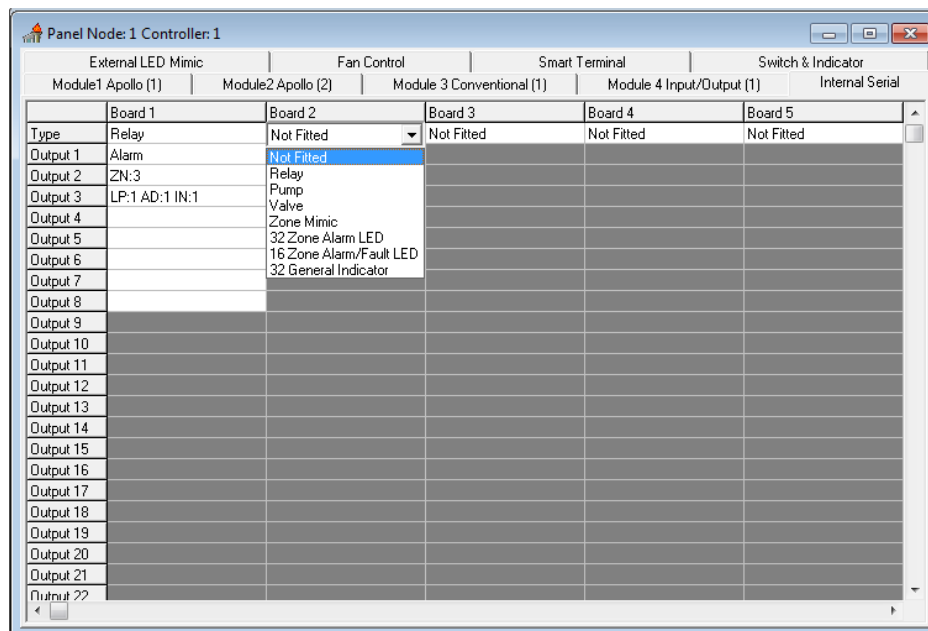 Panel Node: 1 Controller: 1
External LED Mimic Fan Control Smart Terminal Switch & Indicator
Module1 Apollo (1) Module2 Apollo (2) Module 3 Conventional (1) Module 4 Input/Output (1) Internal Serial
Board 1 Board 2 Board 3 Board 4 Board 5
Type Relay Not Fitted Not Fitted Not Fitted Not Fitted
Output 1 Alarm Not Fitted
Output 2 ZN:3 Relay
Output 3 LP:1 AD:1 IN:1 Pump
Valve
Output 4 Zone Mimic
Output 5 32 Zone Alarm LED
Output 6 16 Zone Alarm/Fault LED
Output 7 32 General Indicator
Output 8
Output 9
Output 10
Output 11
Output 12
Output 13
Output 14
Output 15
Output 16
Output 17
Output 18
Output 19
Output 20
Output 21
Output 22